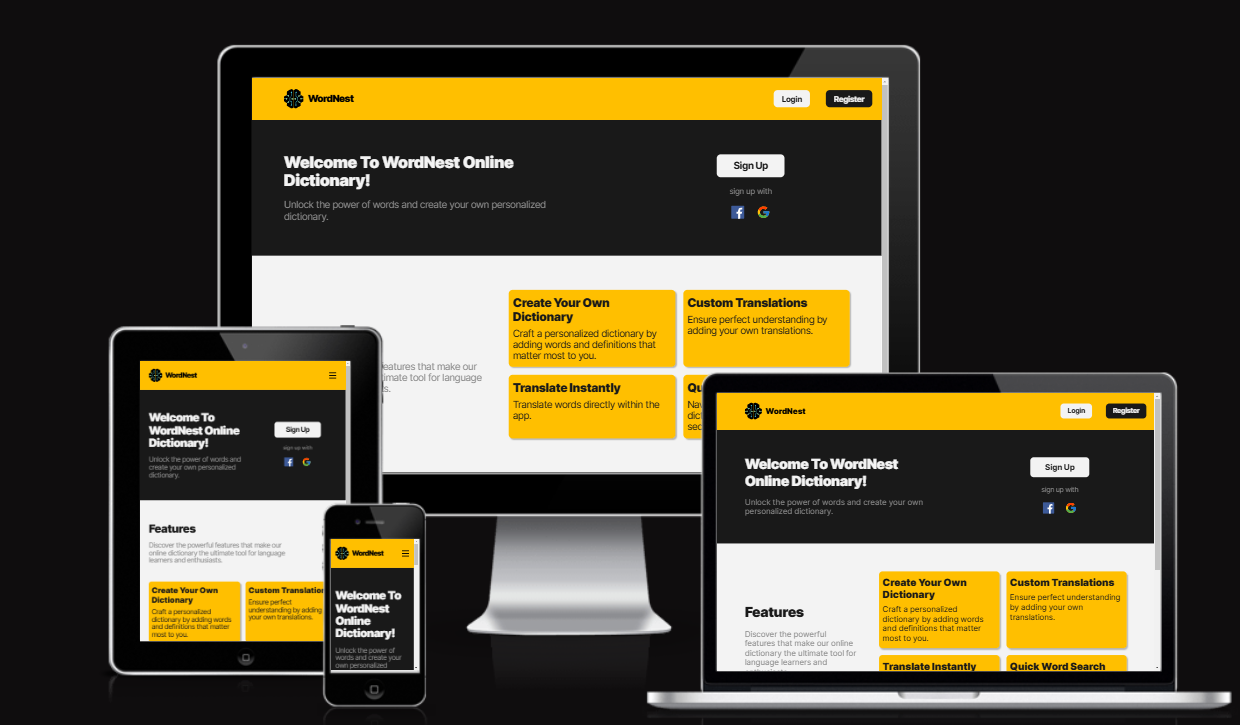 WordNest
Login
Register
Welcome To WordNest Online
Dictionary!
Unlock the power of words and create your own personalized
dictionary.
Sign Up
sign up with
Create Your Own
Dictionary
Craft a personalized dictionary by
adding words and definitions that
matter most to you.
Custom Translations
Ensure perfect understanding by
adding your own translations.
features that make our
tool for language
Translate Instantly
Translate words directly within the
app.
WordNest
Welcome To
WordNest Online
Dictionary!
Unlock the power of words and
create your own personalized
dictionary.
Sign Up
sign up with
Features
Discover the powerful features that make our
online dictionary the ultimate tool for language
learners and enthusiasts.
Create Your Own
Dictionary
Craft a personalized
dictionary by adding words
and definitions that matter
most to you.
Custom
Ensure perfect
understanding by adding
your own translations.
WordNest
Welcome To
WordNest
Online
Dictionary!
Unlock the power of
words and create your
own personalized
WordNest
Login
Register
Welcome To WordNest
Online Dictionary!
Unlock the power of words and create your own
personalized dictionary.
Sign Up
sign up with
Features
Discover the powerful
features that make our online
dictionary the ultimate tool for
language learners and
Create Your Own
Dictionary
Craft a personalized
dictionary by adding words
and definitions that matter
most to you.
Custom Translations
Ensure perfect understanding
by adding your own
translations.
Translate Instantly
Quick Word Search